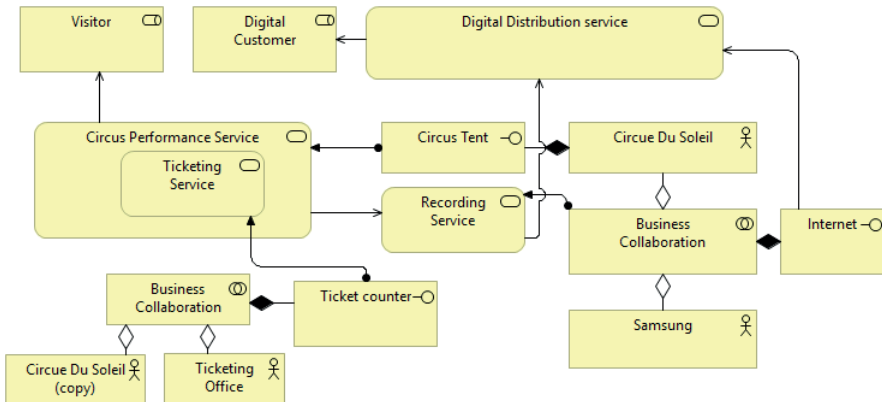 Visitor
Digital
Customer
Digital Distribution service
Circus Performance Service
Ticketing
Service
Circus Tent
Circue Du Soleil
Recording
Service
Business
Collaboration
Internet
Business
Collaboration
Ticket counter
Samsung
Circue Du Soleil
(copy)
Ticketing
Office